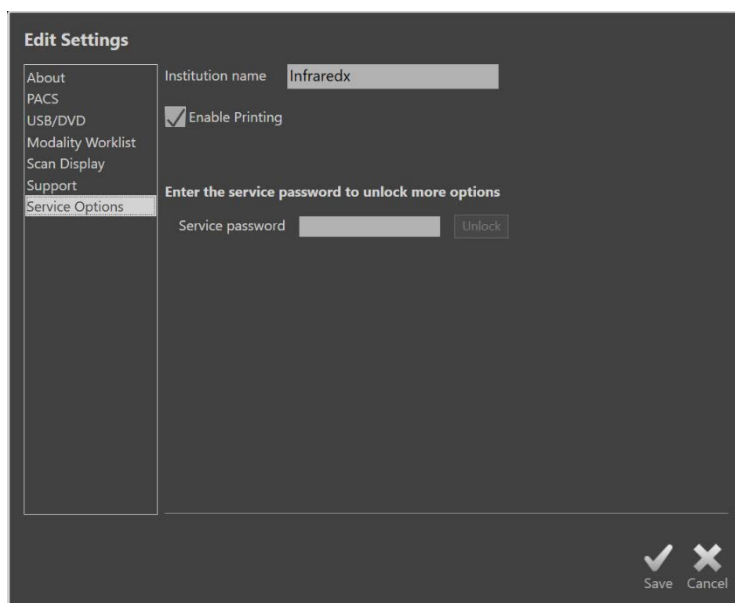 Edit Settings
About
PACS
USB/DVD
Modality Worklist
Scan Display
Support
Service Options
Institution name Infraredx
Enable Printing
Enter the service password to unlock more options
Service password Unlock
Save Cancel